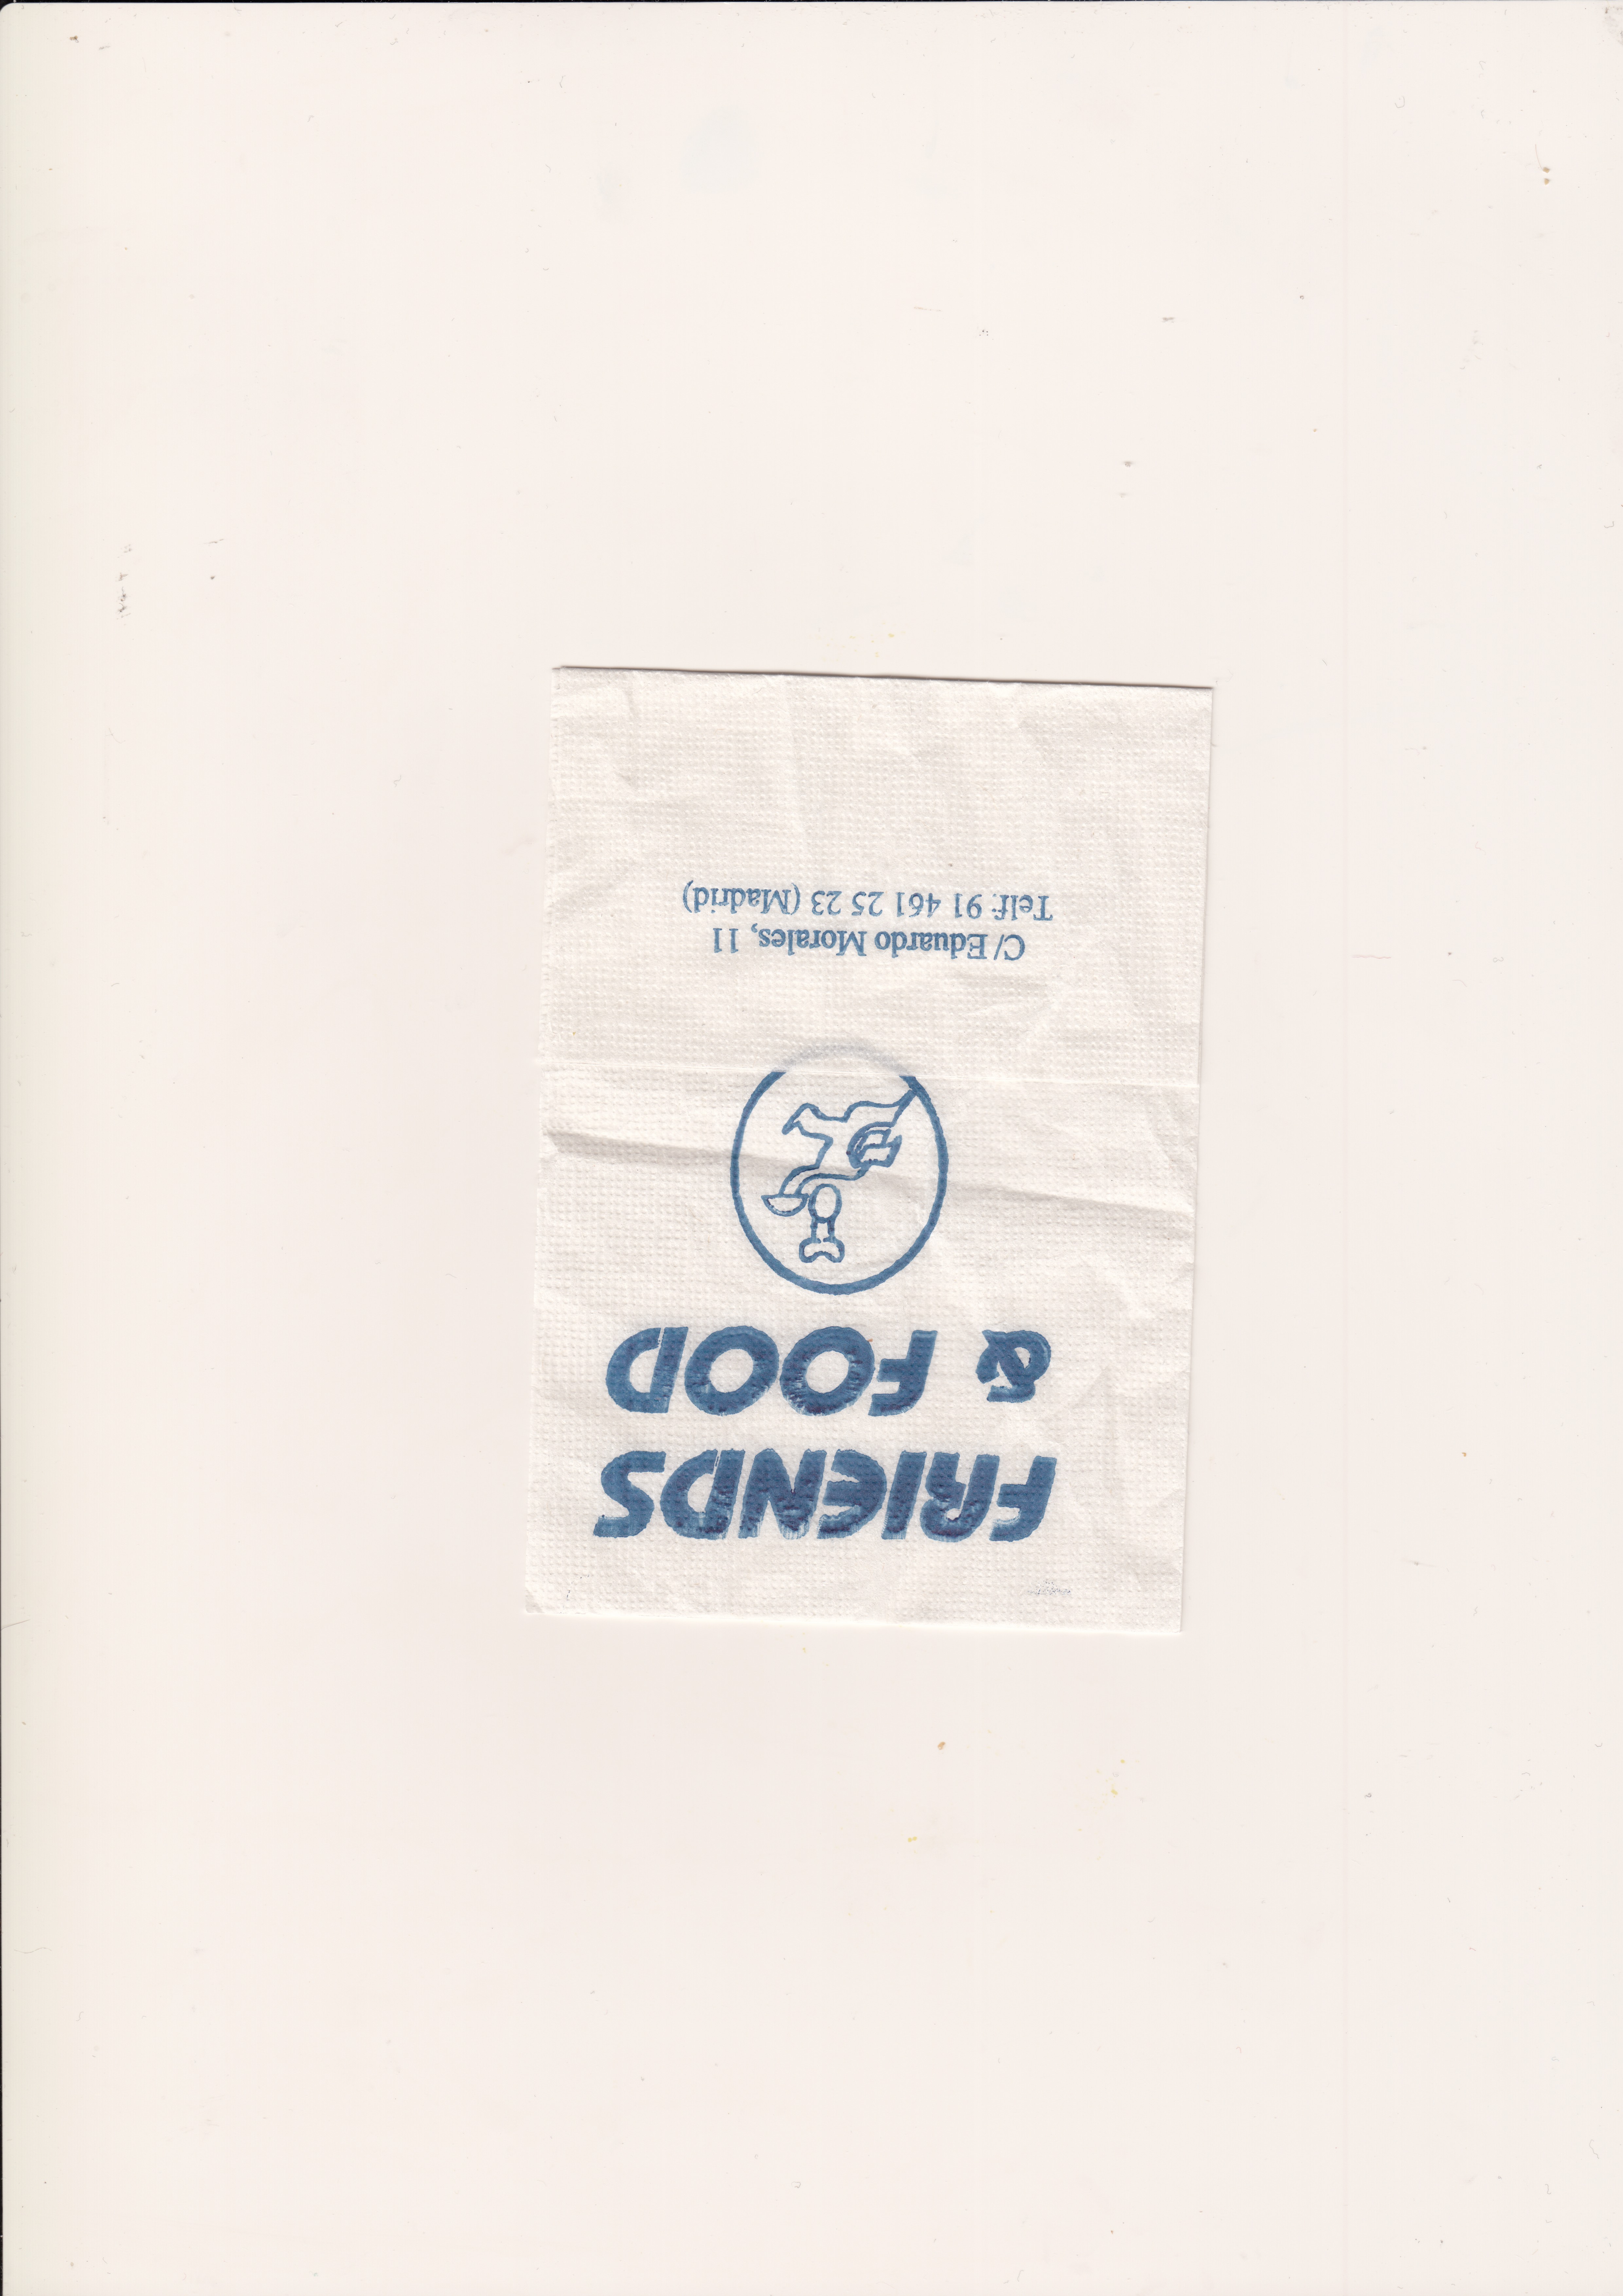 FRIENDS
& FOOD
C/ Eduardo Morales, 11
Telf: 91 461 25 23 (Madrid)